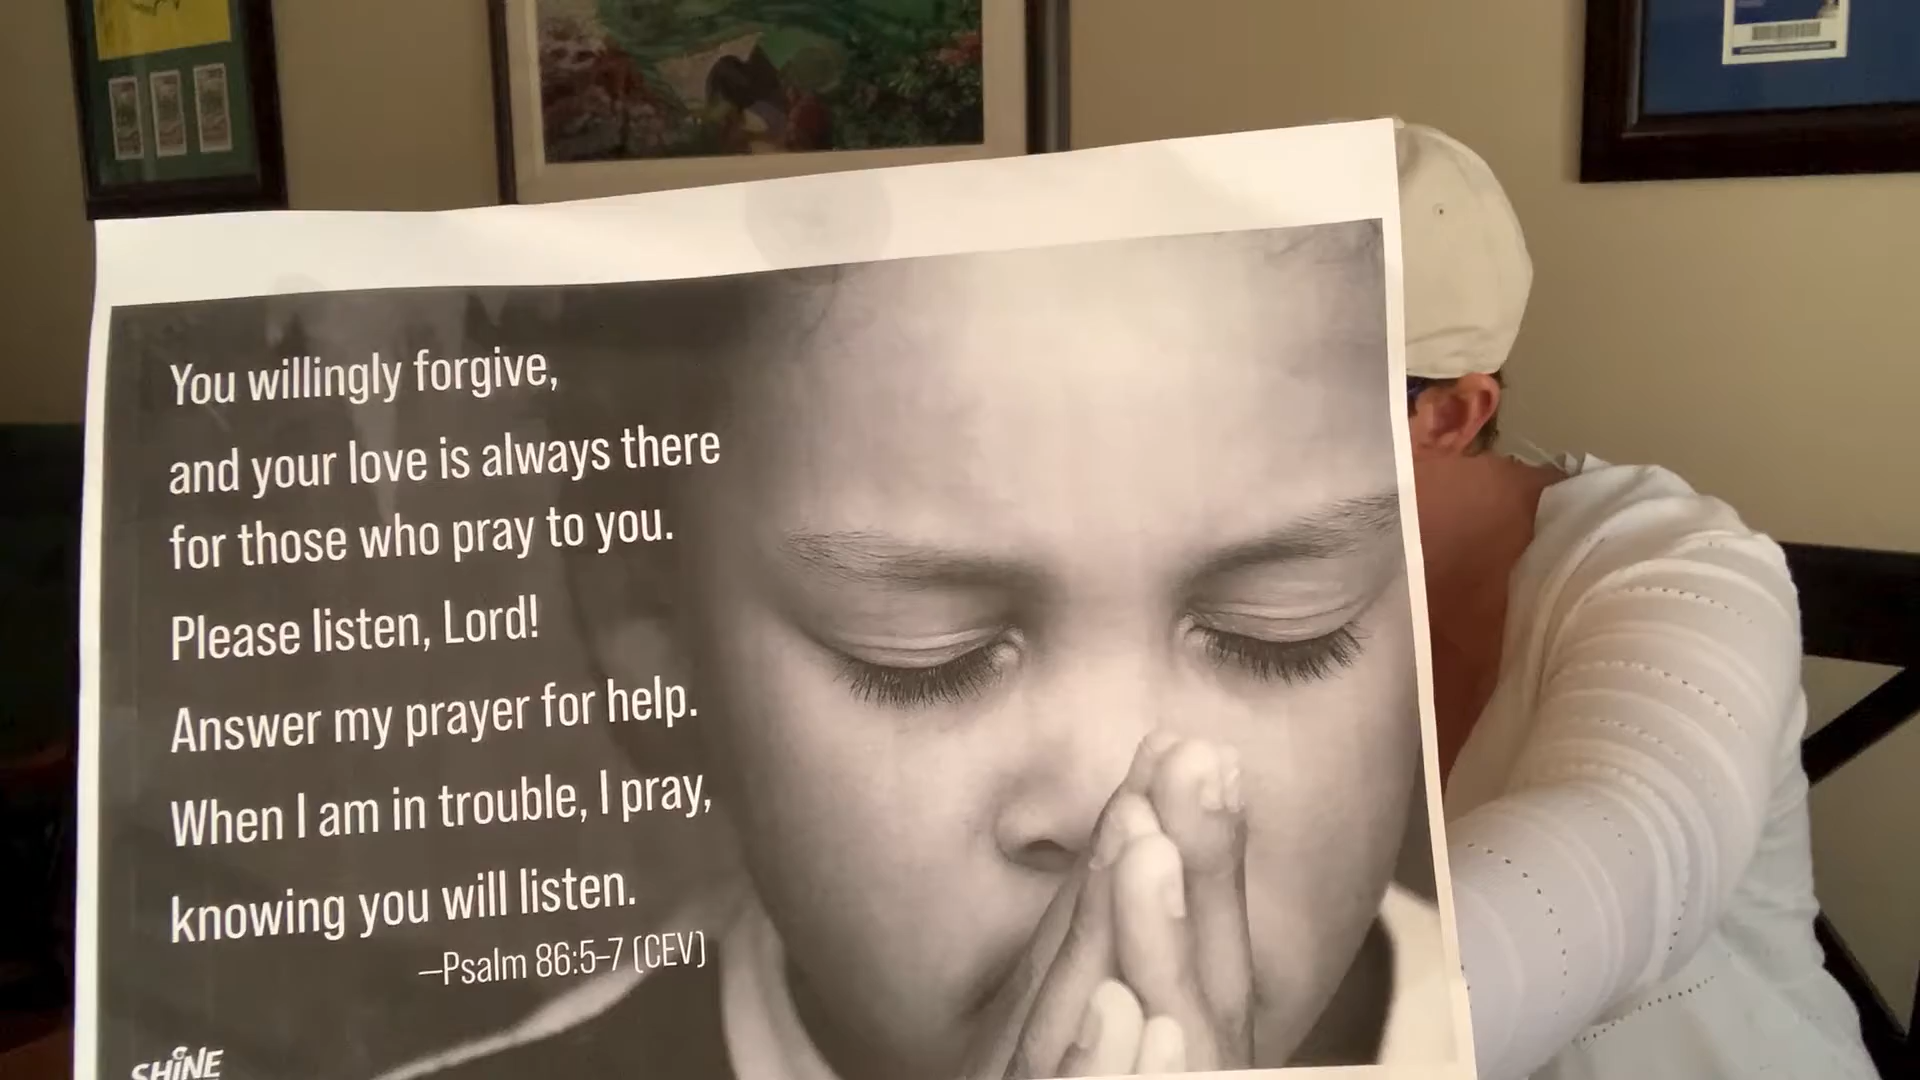 You willingly forgive,
and your love is always there
for those who pray to you.
Please listen, Lord!
Answer my prayer for help.
When I am in trouble, I pray,
knowing you will listen.
–Psalm 86:5–7 (CEV)
SHiNE